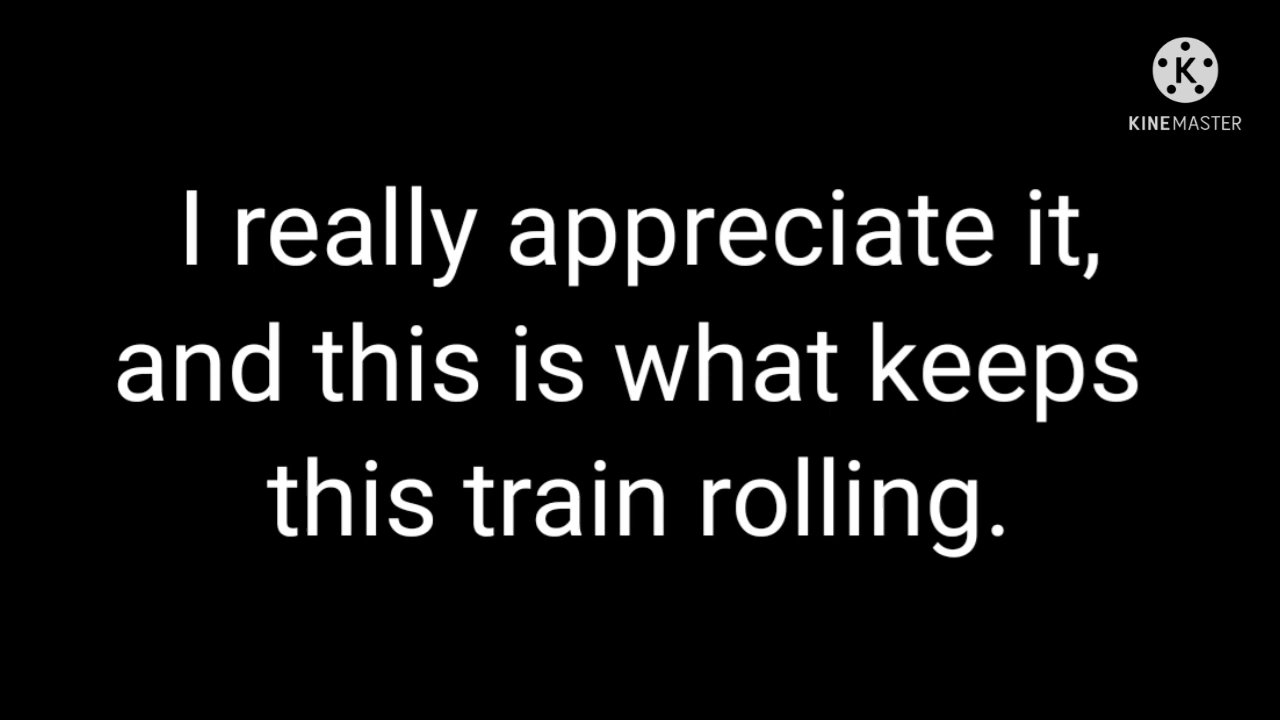 K
KINEMASTER
I really appreciate it,
and this is what keeps
this train rolling.